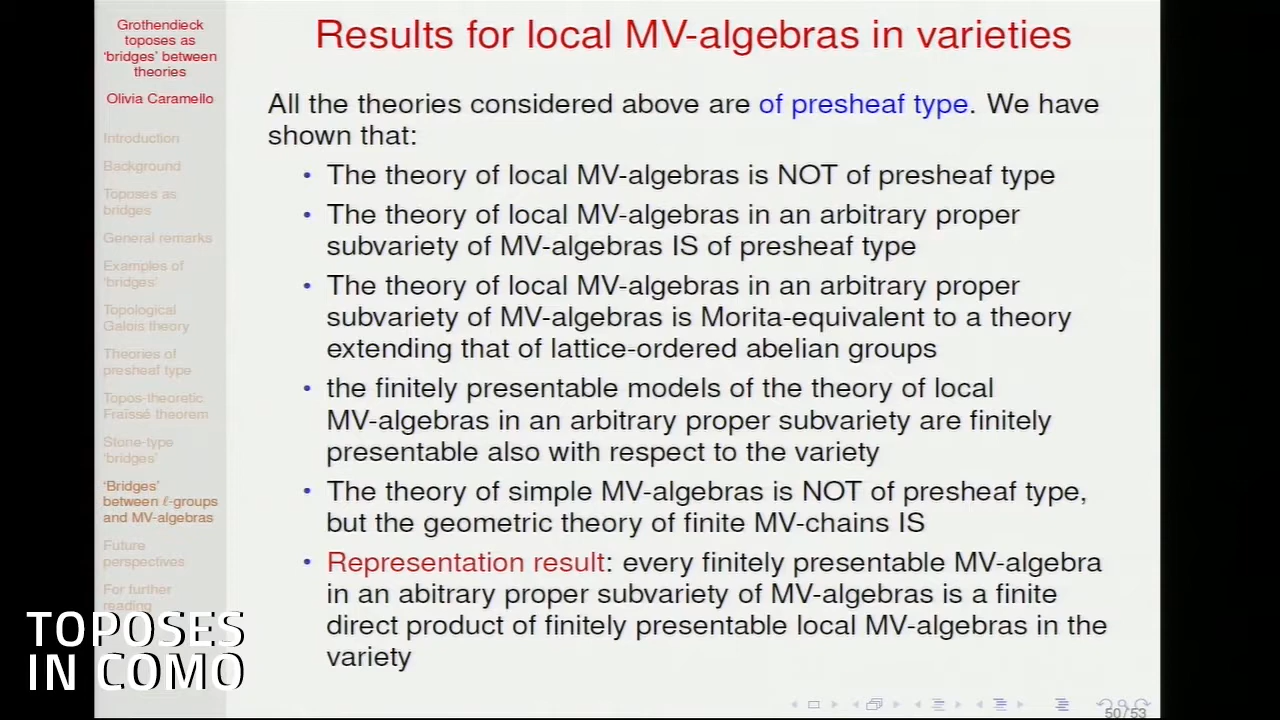 Grothendieck
toposes as
‘bridges’ between
theories
Olivia Caramello
Introduction
Background
Toposes as
bridges
General remarks
Examples of
‘bridges’
Topological
Galois theory
Theories of
presheaf type
Topos-theoretic
Fraïssé theorem
Stone-type
‘bridges’
‘Bridges’
between ℓ-groups
and MV-algebras
Future
perspectives
For further
reading
Results for local MV-algebras in varieties
All the theories considered above are of presheaf type. We have
shown that:
• The theory of local MV-algebras is NOT of presheaf type
• The theory of local MV-algebras in an arbitrary proper
subvariety of MV-algebras IS of presheaf type
• The theory of local MV-algebras in an arbitrary proper
subvariety of MV-algebras is Morita-equivalent to a theory
extending that of lattice-ordered abelian groups
• the finitely presentable models of the theory of local
MV-algebras in an arbitrary proper subvariety are finitely
presentable also with respect to the variety
• The theory of simple MV-algebras is NOT of presheaf type,
but the geometric theory of finite MV-chains IS
• Representation result: every finitely presentable MV-algebra
in an abitrary proper subvariety of MV-algebras is a finite
direct product of finitely presentable local MV-algebras in the
variety
50/53
TOPOSES
IN COMO